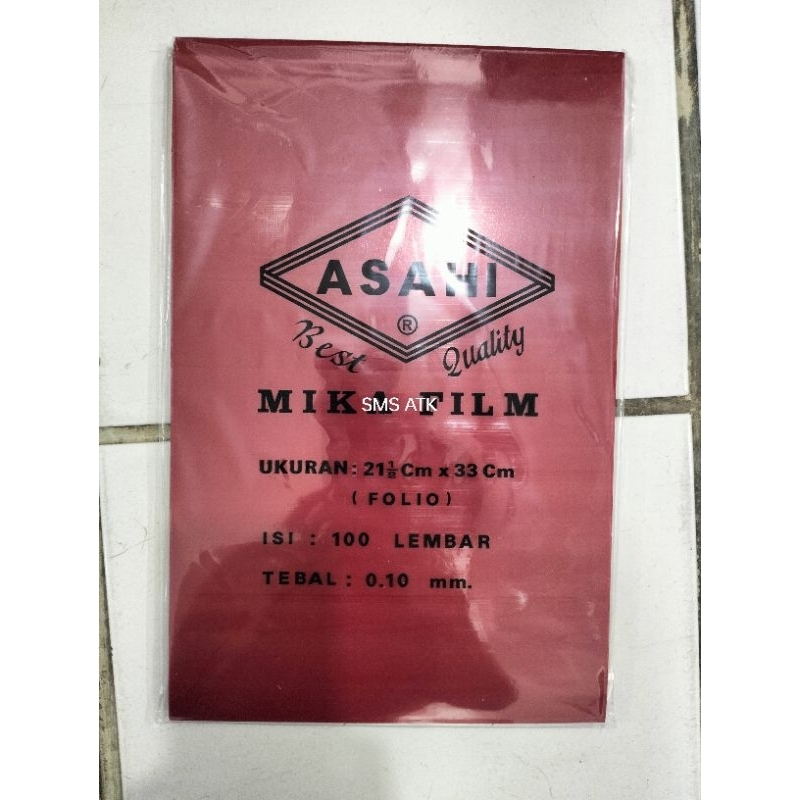 ASAHI
®
Best Quality
MIKA FILM
SMS ATK
UKURAN : 21½ Cm x 33 Cm
( FOLIO )
ISI : 100 LEMBAR
TEBAL : 0.10 mm.